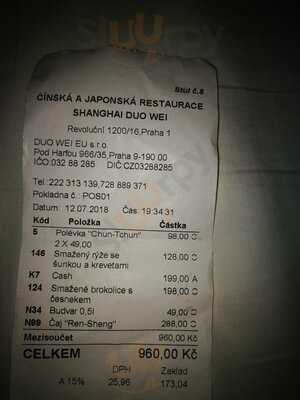 Stůl č.8
ČÍNSKÁ A JAPONSKÁ RESTAURACE
SHANGHAI DUO WEI
Revoluční 1200/16,Praha 1
DUO WEI EU s.r.o
Pod Harfou 966/35,Praha 9-190 00
IČO:032 88 285 DIČ:CZ03288285
Tel.:222 313 139,728 889 371
Pokladna č.: POS01
Datum: 12.07.2018 Čas: 19:34:31
Kód Položka Částka
5 Polévka "Chun-Tchun" 98,00 C
2 X 49,00
146 Smažený rýže se 128,00 C
šunkou a krevetami
K7 Cash 199,00 A
124 Smažené brokolice s 198,00 C
česnekem
N34 Budvar 0,5l 49,00 C
N99 Čaj "Ren-Sheng" 288,00 C
Mezisoučet 960,00 Kč
CELKEM 960,00 Kč
DPH Základ
A 15% 25,96 173,04